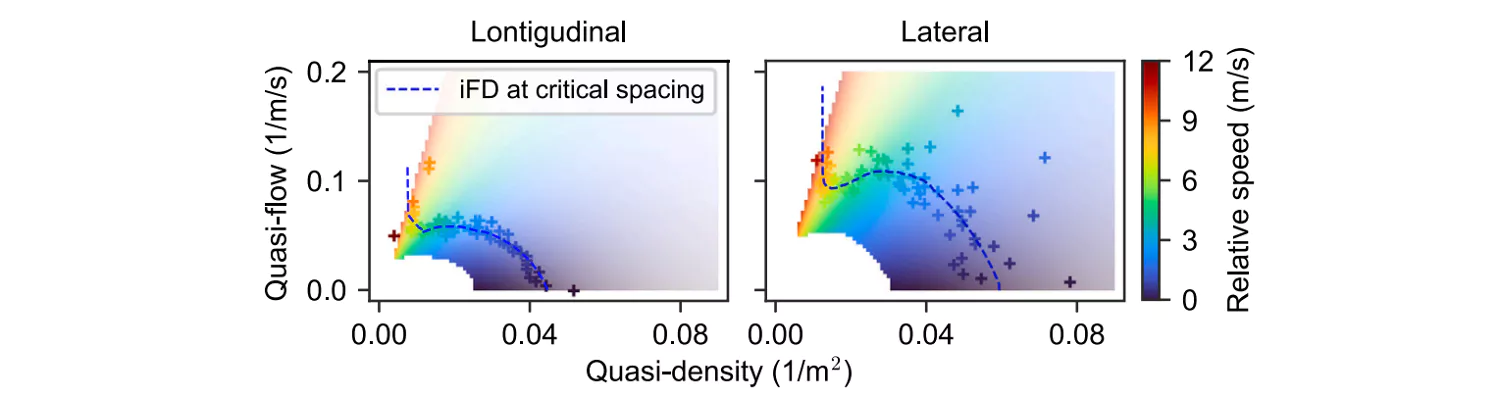 Lontigudinal
Lateral
Quasi-flow (1/m/s)
0.2
0.1
0.0
iFD at critical spacing
0.00
0.04
0.08
0.00
0.04
0.08
Quasi-density (1/m²)
12
9
6
3
0
Relative speed (m/s)